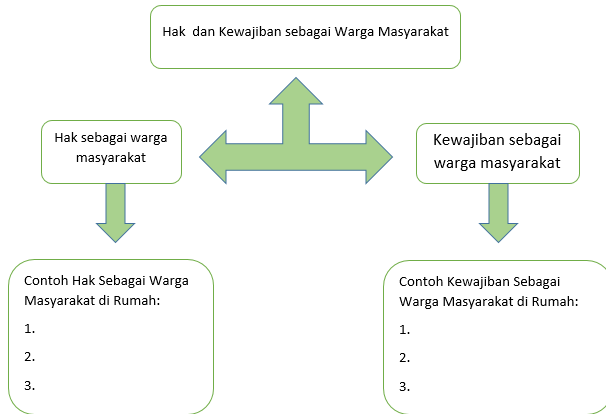 Hak  dan Kewajiban sebagai Warga Masyarakat
Hak sebagai warga
masyarakat
Kewajiban sebagai
warga masyarakat
Contoh Hak Sebagai Warga
Masyarakat di Rumah:
1.
2.
3.
Contoh Kewajiban Sebagai
Warga Masyarakat di Rumah:
1.
2.
3.